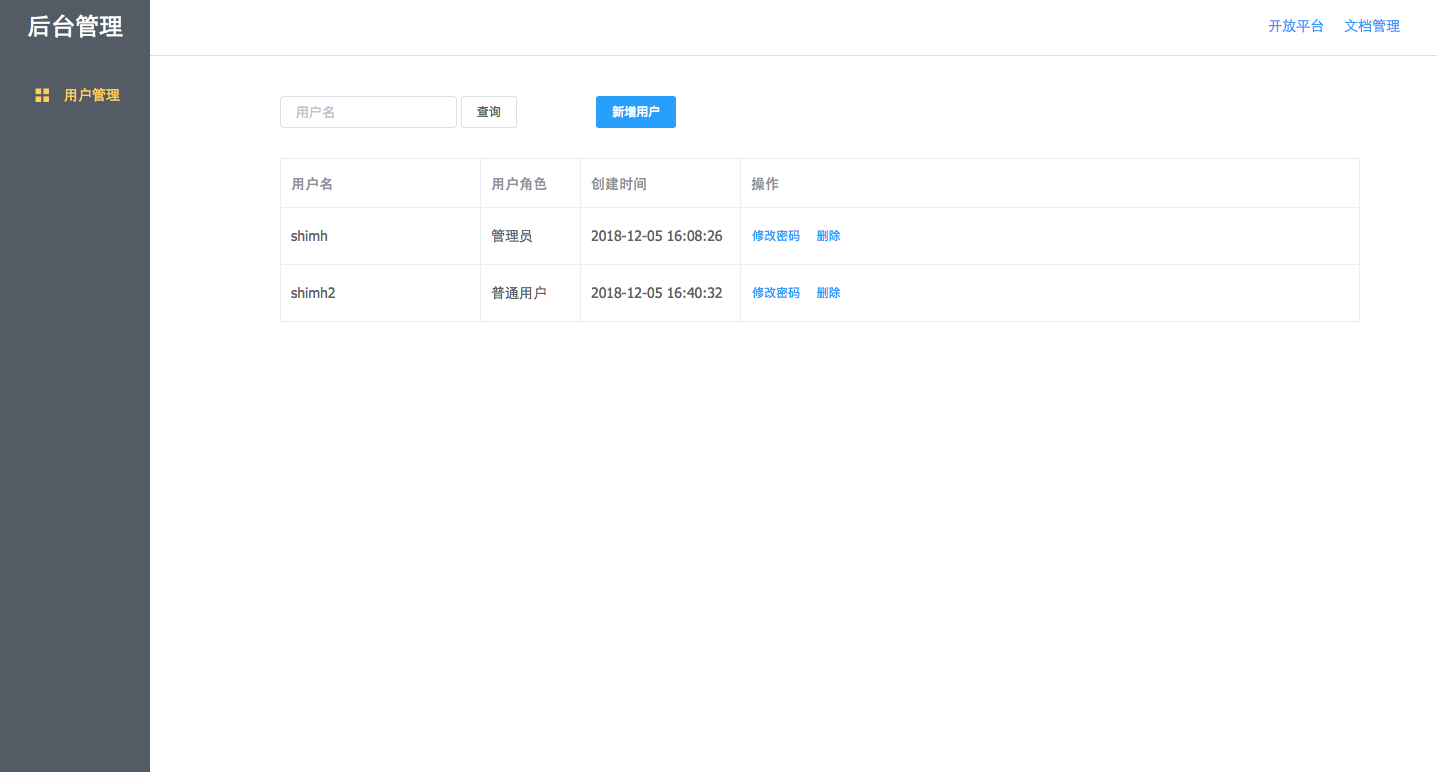 后台管理
开放平台 文档管理
用户管理
用户名 查询 新增用户
用户名 用户角色 创建时间 操作
shimh 管理员 2018-12-05 16:08:26 修改密码 删除
shimh2 普通用户 2018-12-05 16:40:32 修改密码 删除